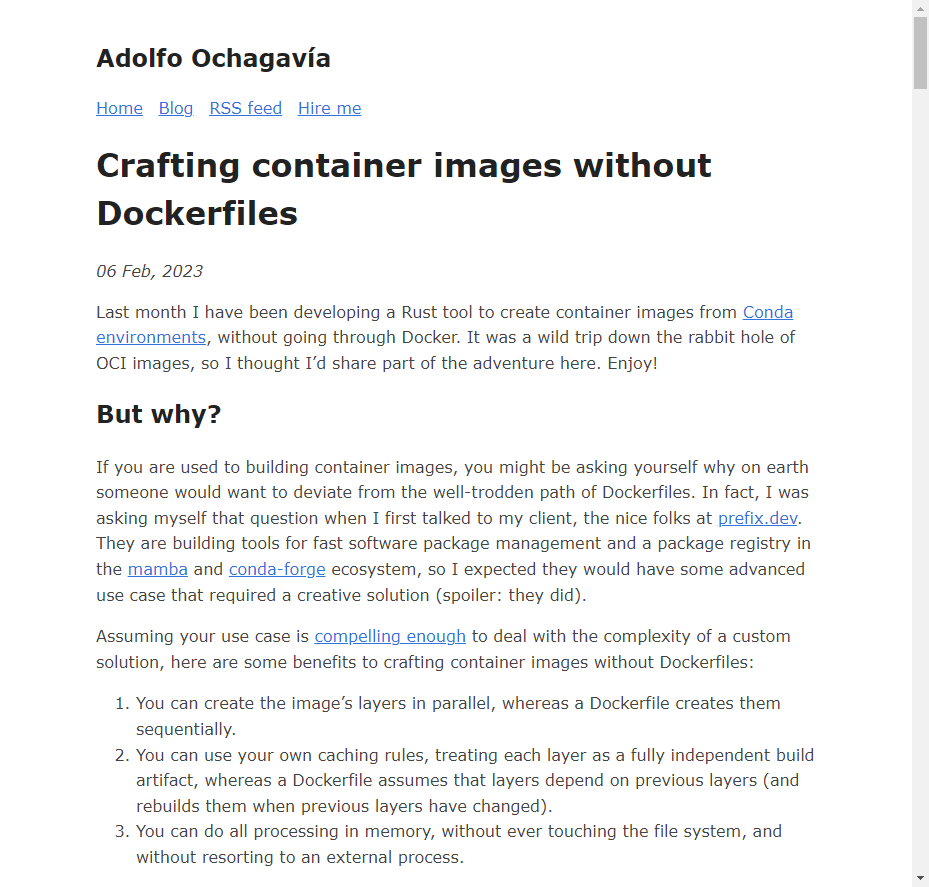 Adolfo Ochagavía
Home Blog RSS feed Hire me
Crafting container images without
Dockerfiles
06 Feb, 2023
Last month I have been developing a Rust tool to create container images from Conda
environments, without going through Docker. It was a wild trip down the rabbit hole of
OCI images, so I thought I’d share part of the adventure here. Enjoy!
But why?
If you are used to building container images, you might be asking yourself why on earth
someone would want to deviate from the well-trodden path of Dockerfiles. In fact, I was
asking myself that question when I first talked to my client, the nice folks at prefix.dev.
They are building tools for fast software package management and a package registry in
the mamba and conda-forge ecosystem, so I expected they would have some advanced
use case that required a creative solution (spoiler: they did).
Assuming your use case is compelling enough to deal with the complexity of a custom
solution, here are some benefits to crafting container images without Dockerfiles:
1. You can create the image’s layers in parallel, whereas a Dockerfile creates them
sequentially.
2. You can use your own caching rules, treating each layer as a fully independent build
artifact, whereas a Dockerfile assumes that layers depend on previous layers (and
rebuilds them when previous layers have changed).
3. You can do all processing in memory, without ever touching the file system, and
without resorting to an external process.